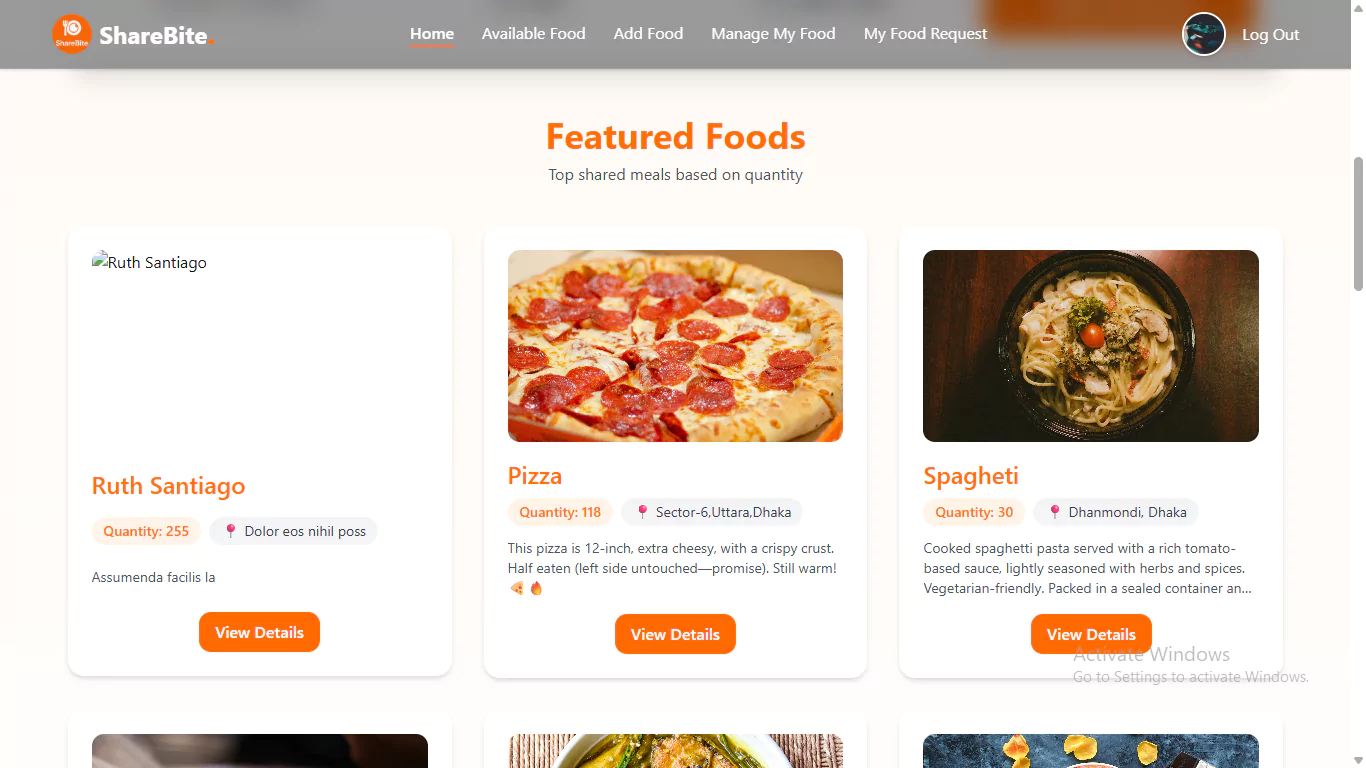 ShareBite
ShareBite.
Home
Available Food
Add Food
Manage My Food
My Food Request
Log Out
Featured Foods
Top shared meals based on quantity
Ruth Santiago
Ruth Santiago
Quantity: 255
📍 Dolor eos nihil poss
Assumenda facilis la
View Details
Pizza
Quantity: 118
📍 Sector-6,Uttara,Dhaka
This pizza is 12-inch, extra cheesy, with a crispy crust.
Half eaten (left side untouched—promise). Still warm!
🍕 🔥
View Details
Spagheti
Quantity: 30
📍 Dhanmondi, Dhaka
Cooked spaghetti pasta served with a rich tomato-
based sauce, lightly seasoned with herbs and spices.
Vegetarian-friendly. Packed in a sealed container an...
View Details
Activate Windows
Go to Settings to activate Windows.